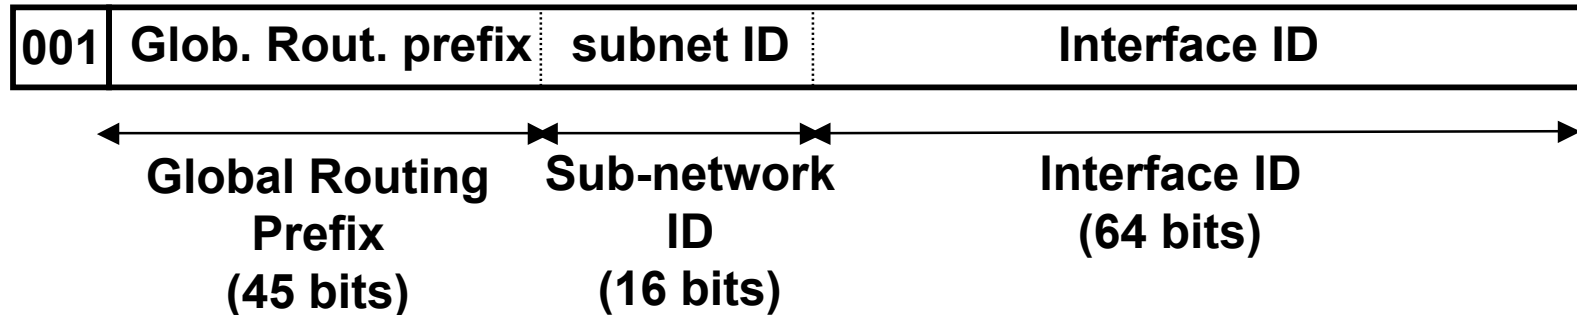 001 Glob. Rout. prefix subnet ID Interface ID
Global Routing
Prefix
(45 bits)
Sub-network
ID
(16 bits)
Interface ID
(64 bits)